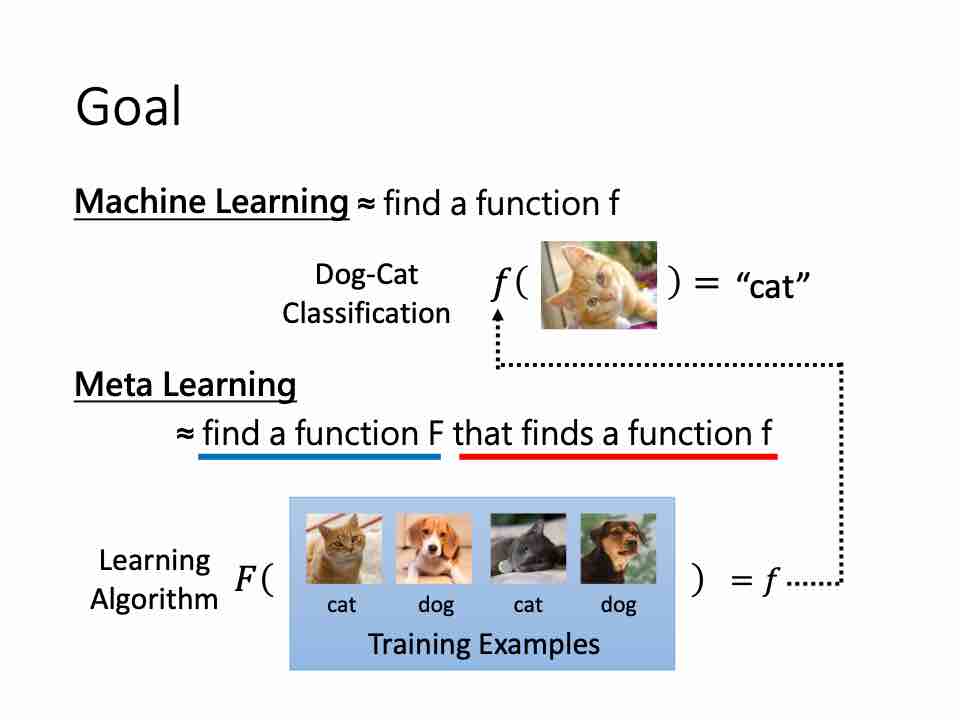 Goal
Machine Learning ≈ find a function f
Dog-Cat
Classification
𝑓( ) = “cat”
Meta Learning
≈ find a function F that finds a function f
Learning
Algorithm
𝐹( ) = 𝑓
cat dog cat dog
Training Examples